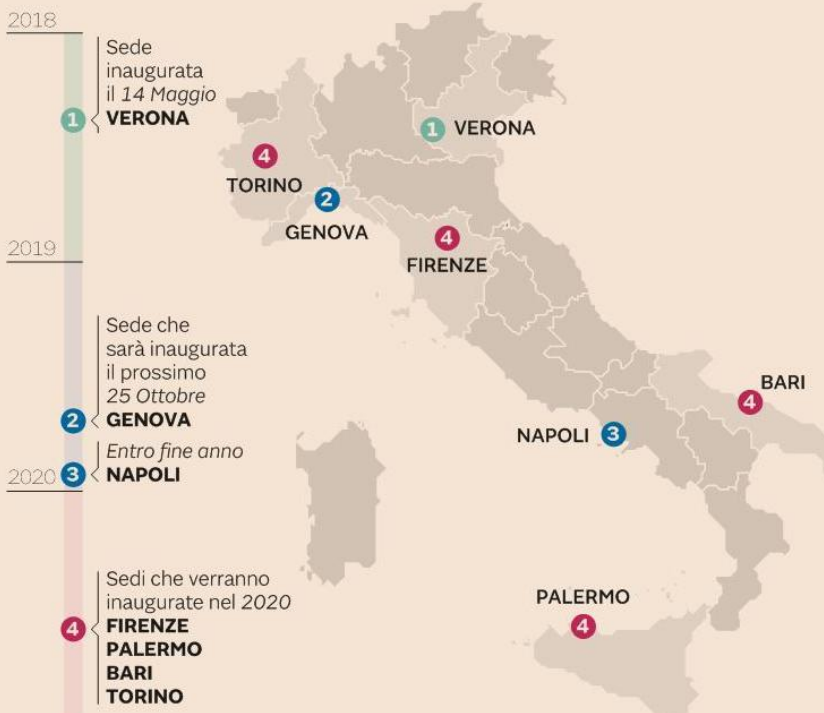 2018
Sede
inaugurata
il 14 Maggio
1
VERONA
2019
Sede che
sarà inaugurata
il prossimo
25 Ottobre
2
GENOVA
Entro fine anno
2020
3
NAPOLI
Sedi che verranno
inaugurate nel 2020
4
FIRENZE
PALERMO
BARI
TORINO
1 VERONA
4
TORINO
2
GENOVA
4
FIRENZE
BARI
4
NAPOLI 3
PALERMO
4